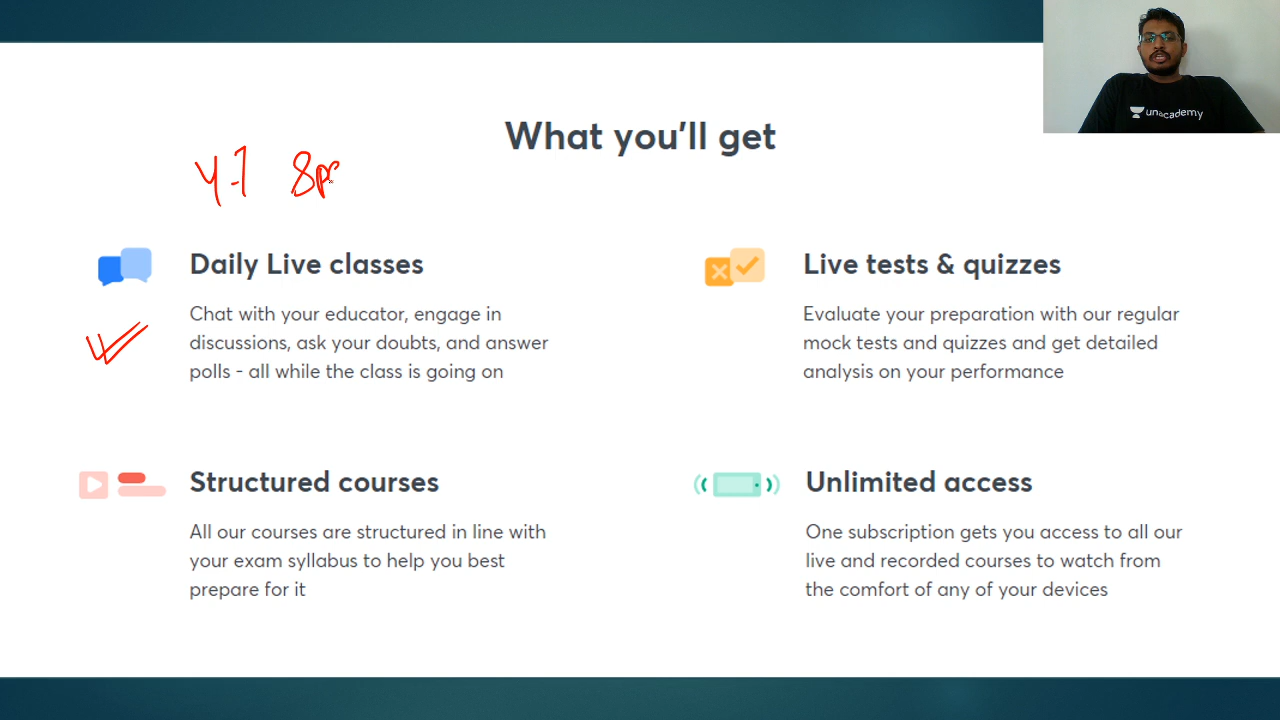 unacademy
What you'll get
4-7 8p
Daily Live classes
Chat with your educator, engage in
discussions, ask your doubts, and answer
polls - all while the class is going on
Live tests & quizzes
Evaluate your preparation with our regular
mock tests and quizzes and get detailed
analysis on your performance
Structured courses
All our courses are structured in line with
your exam syllabus to help you best
prepare for it
Unlimited access
One subscription gets you access to all our
live and recorded courses to watch from
the comfort of any of your devices